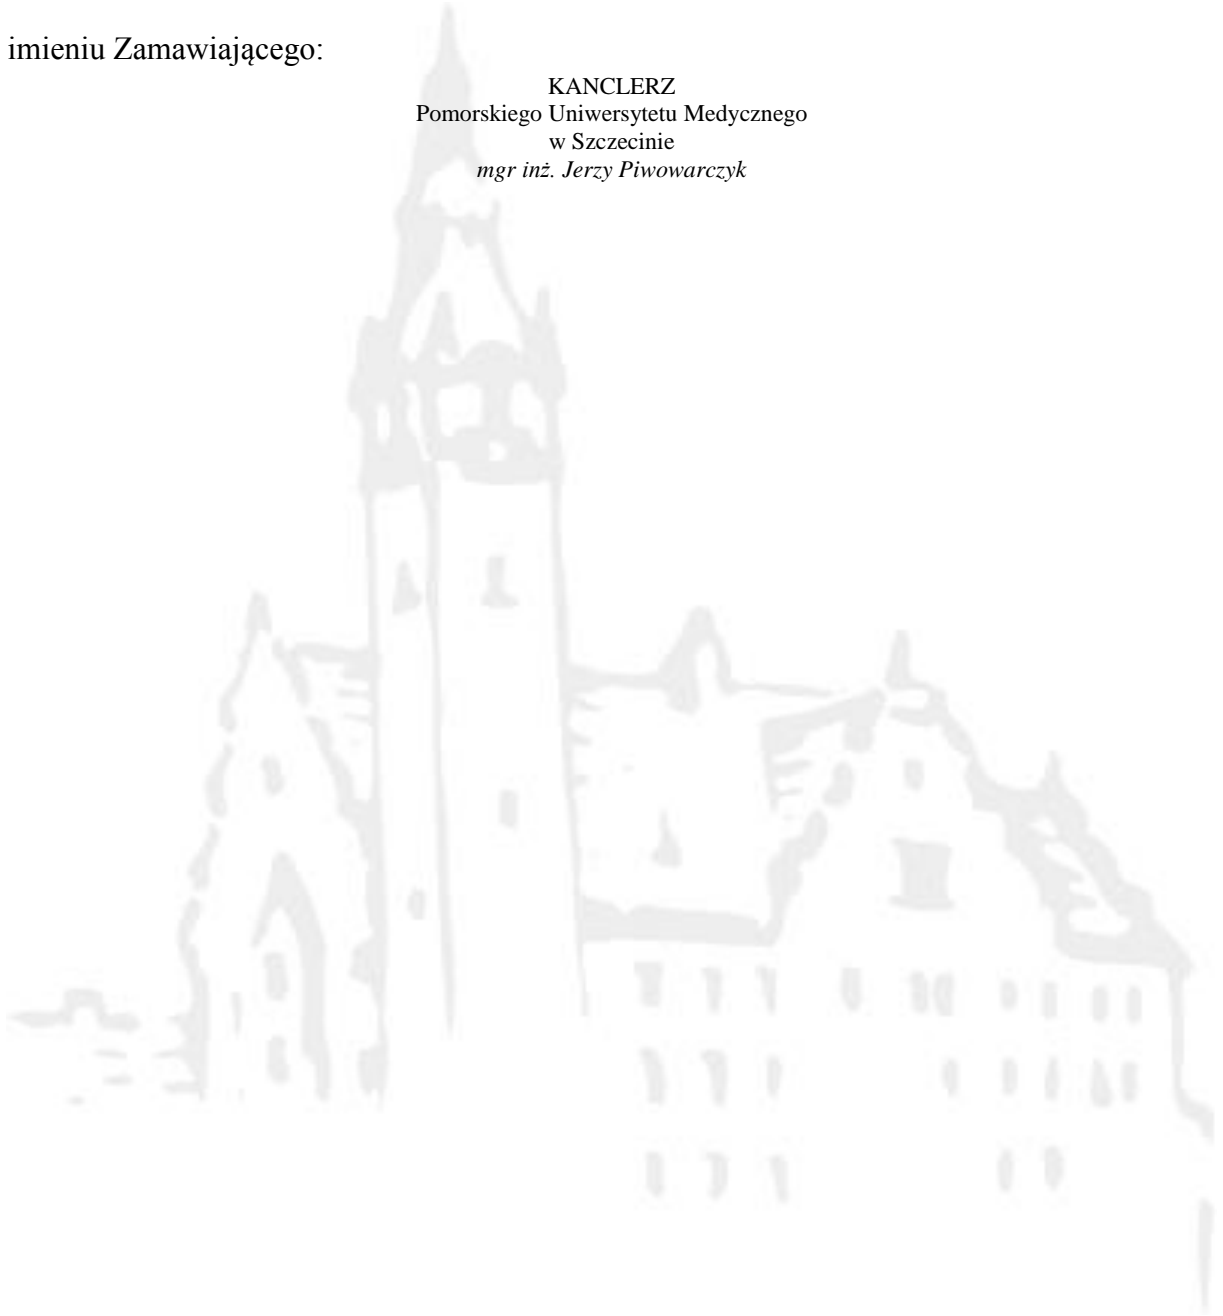 imieniu Zamawiającego:
KANCLERZ
Pomorskiego Uniwersytetu Medycznego
w Szczecinie
mgr inż. Jerzy Piwowarczyk